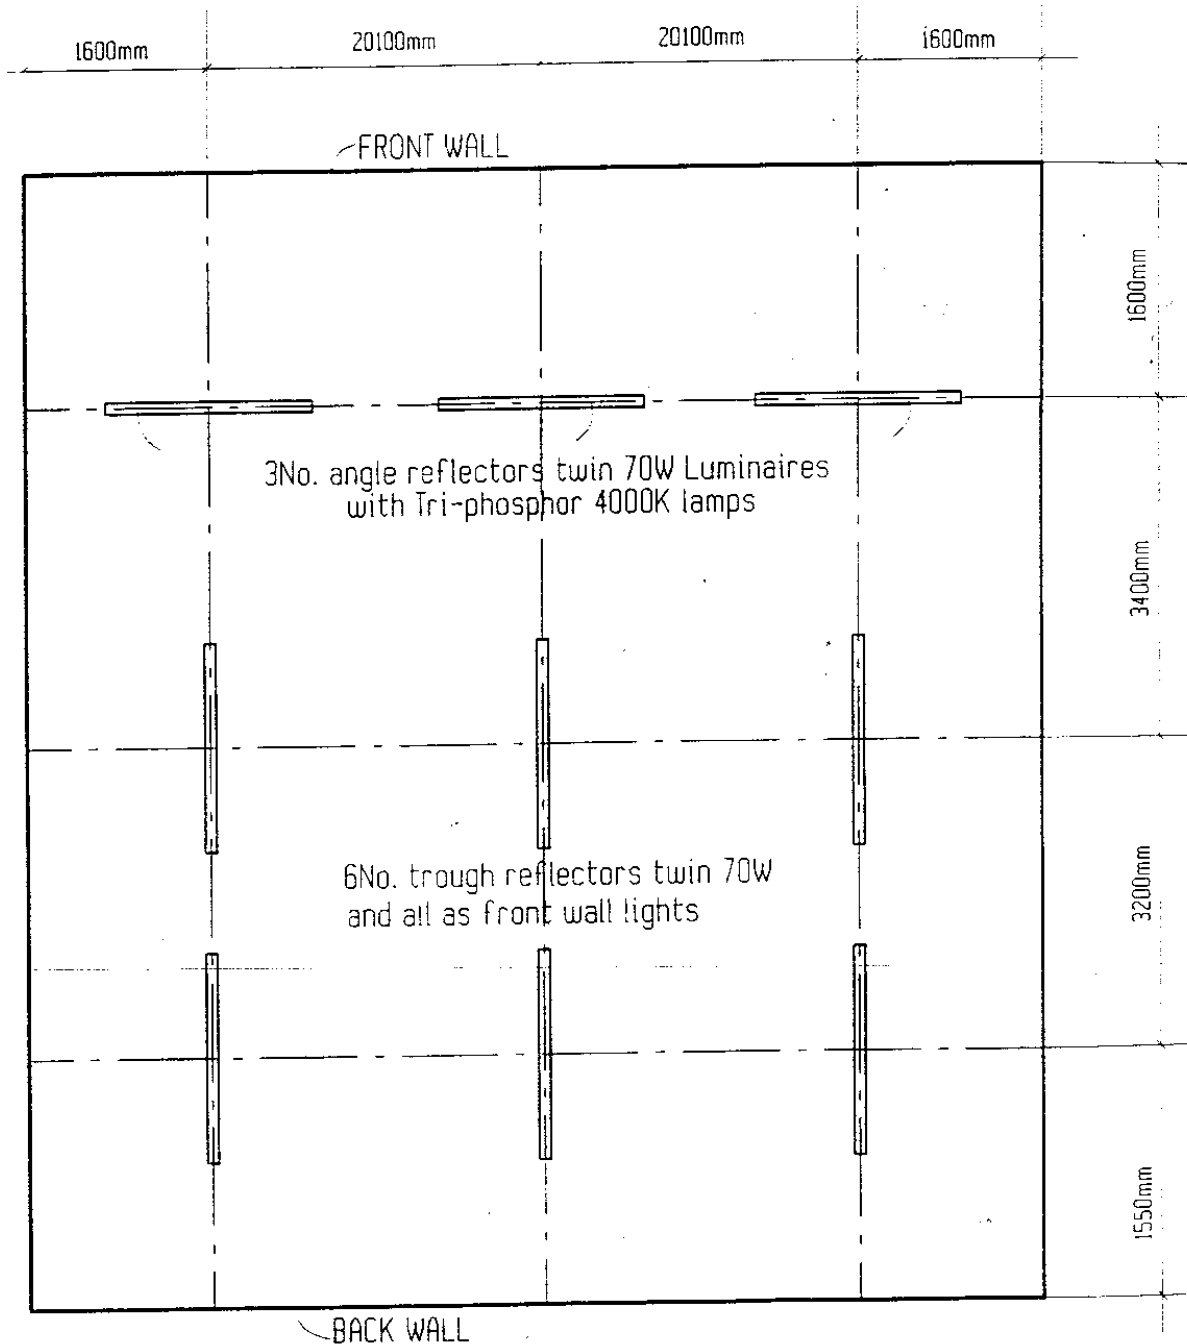 1600mm
20100mm
20100mm
1600mm
FRONT WALL
1600mm
3No. angle reflectors twin 70W Luminaires
with Tri-phosphor 4000K lamps
3400mm
6No. trough reflectors twin 70W
and all as front wall lights
3200mm
1550mm
BACK WALL